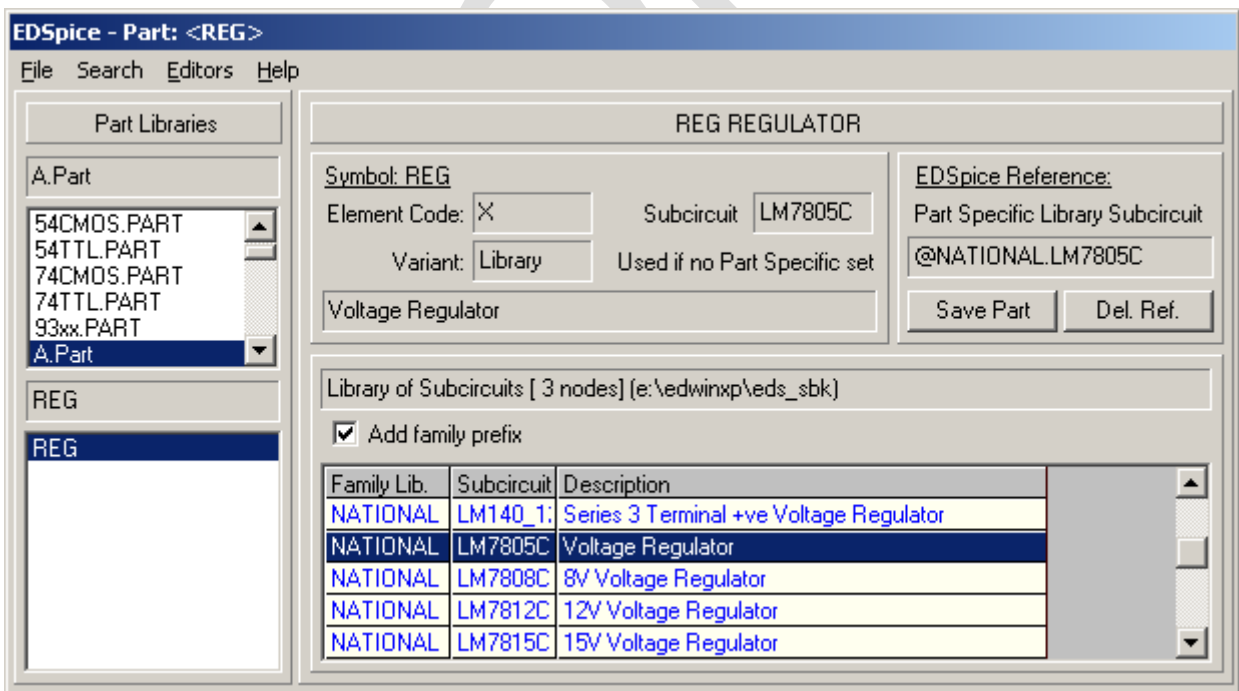 EDSpice - Part: <REG>
File Search Editors Help
Part Libraries
A.Part
54CMOS.PART
54TTL.PART
74CMOS.PART
74TTL.PART
93xx.PART
A.Part
REG
REG
REG REGULATOR
Symbol: REG
Element Code: X Subcircuit LM7805C
Variant: Library Used if no Part Specific set
Voltage Regulator
EDSpice Reference:
Part Specific Library Subcircuit
@NATIONAL.LM7805C
Save Part Del. Ref.
Library of Subcircuits [ 3 nodes] (e:\edwinxp\eds_sbk)
Add family prefix
Family Lib. Subcircuit Description
NATIONAL Series 3 Terminal +ve Voltage Regulator
NATIONAL LM7805C Voltage Regulator
NATIONAL LM7808C 8V Voltage Regulator
NATIONAL LM7812C 12V Voltage Regulator
NATIONAL LM7815C 15V Voltage Regulator